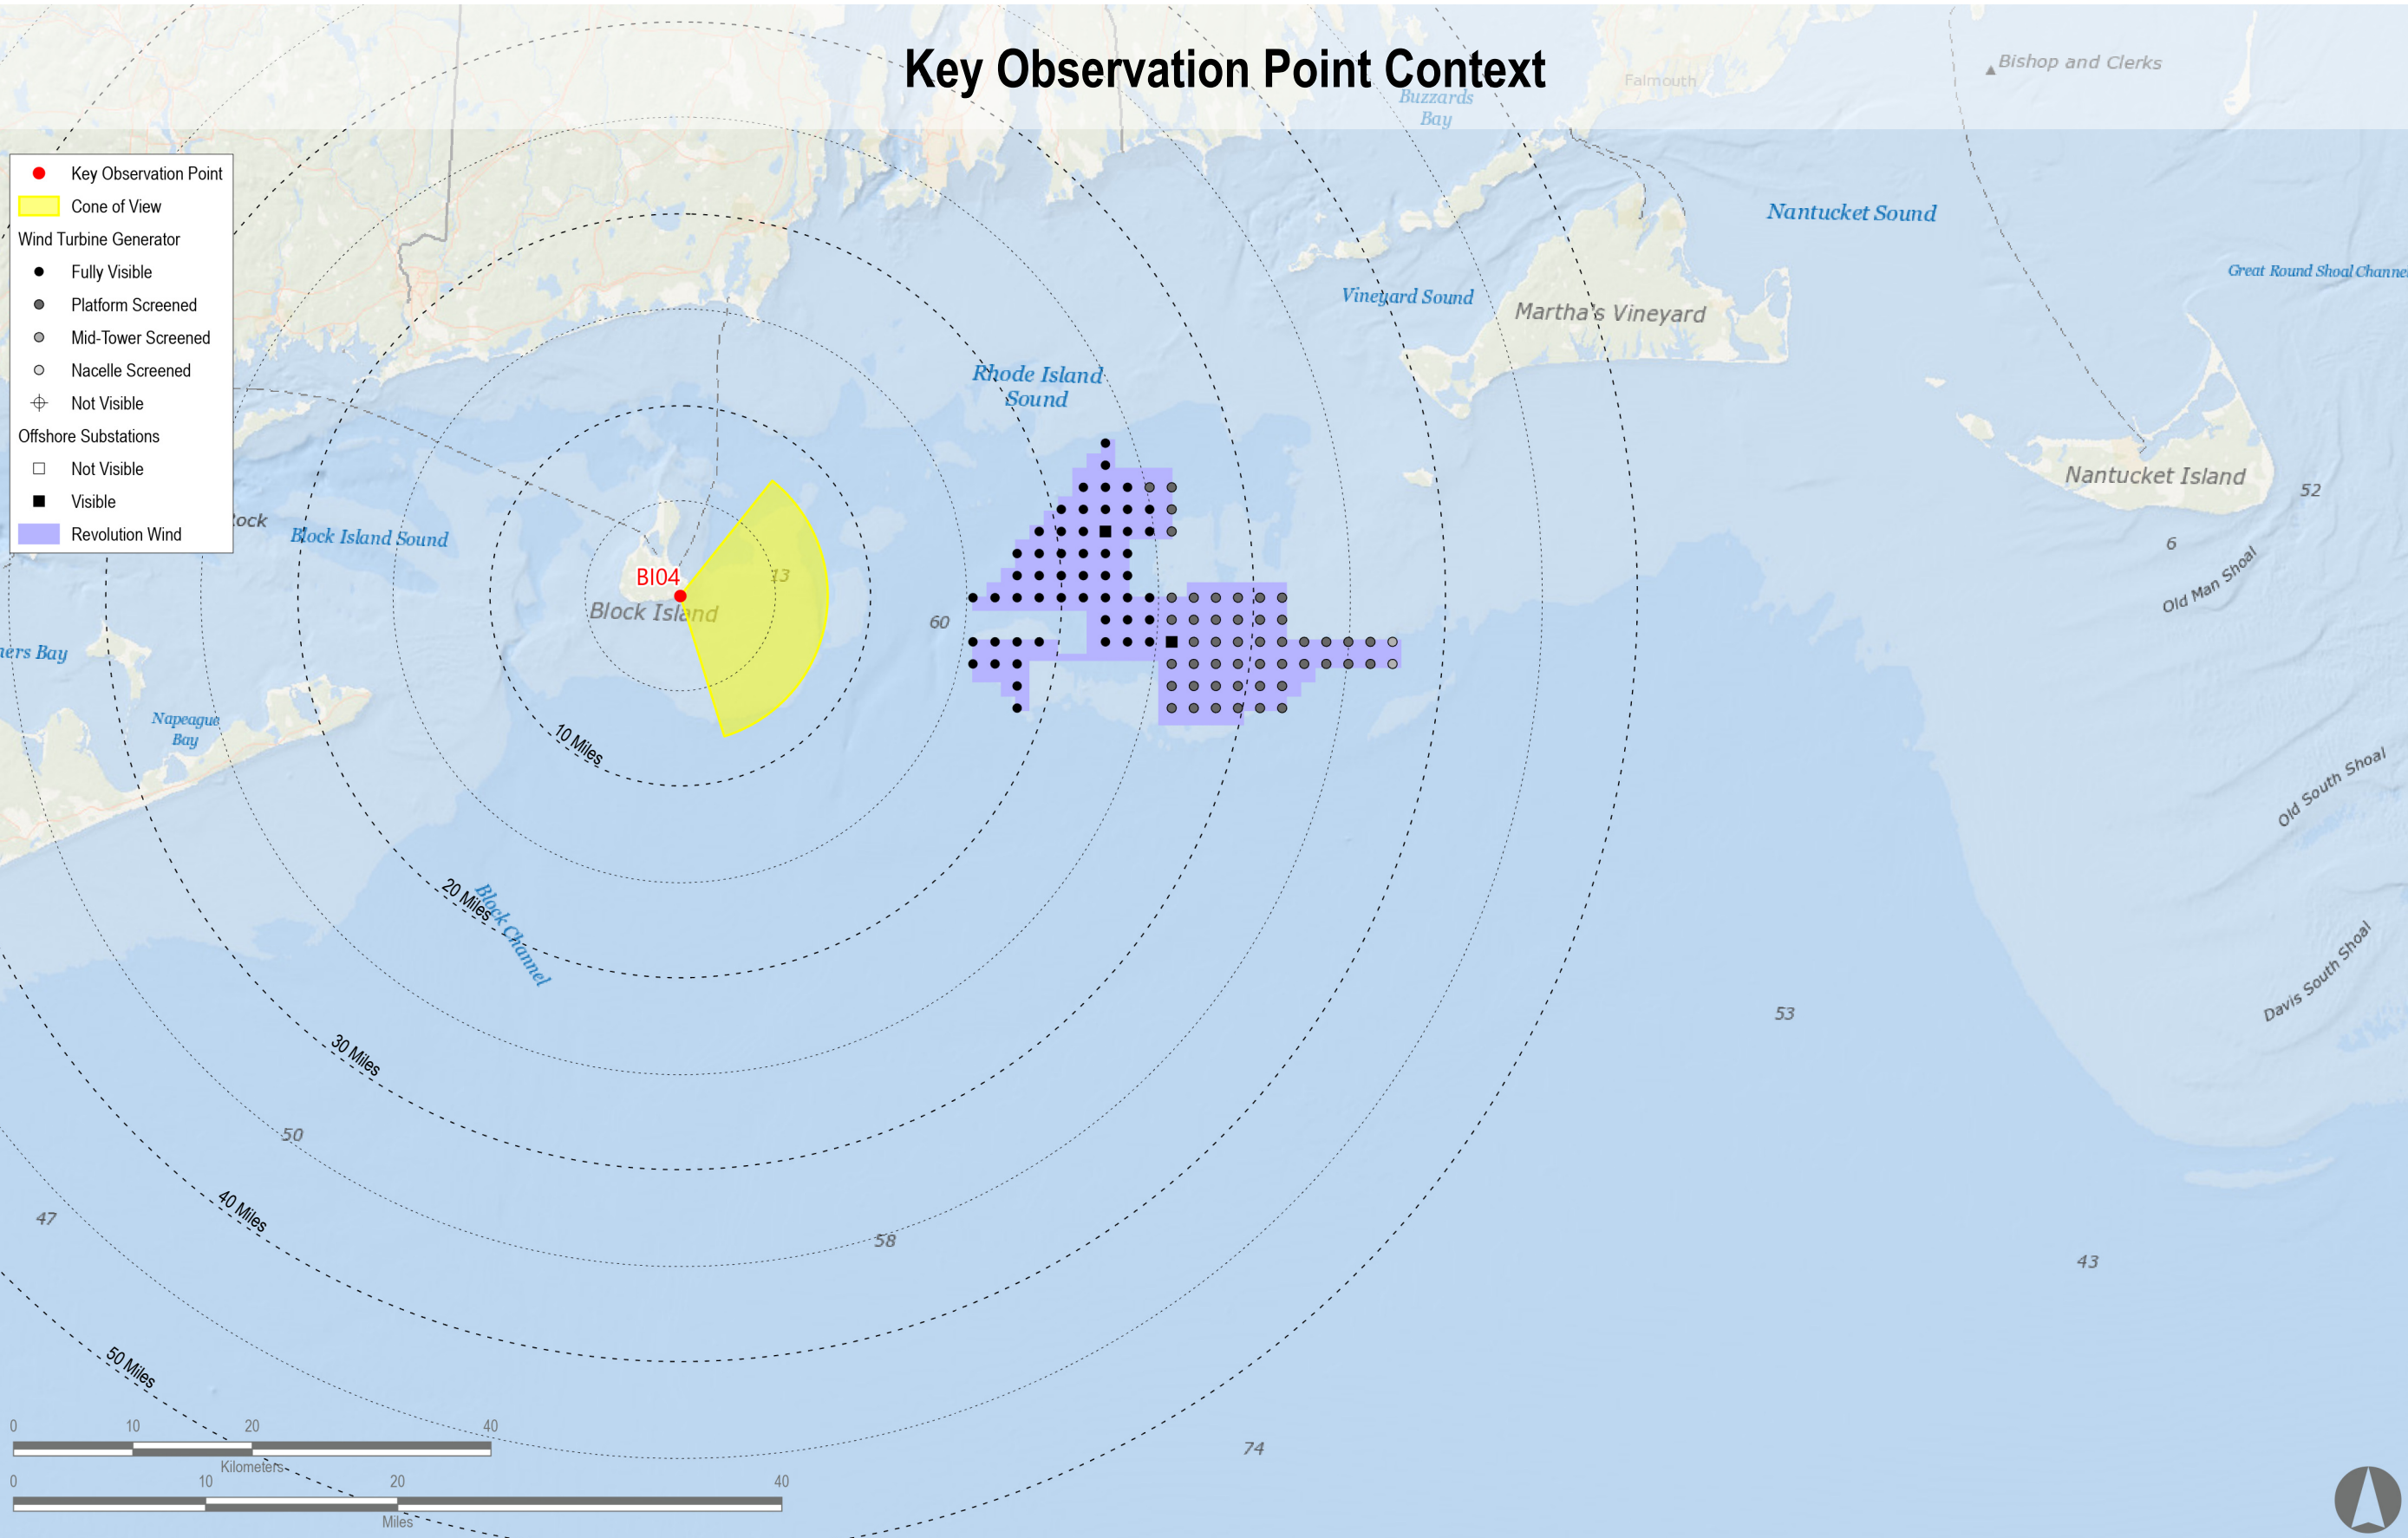 Key Observation Point Context
Bishop and Clerks
Falmouth
Buzzards
Bay
Key Observation Point
Cone of View
Wind Turbine Generator
Fully Visible
Platform Screened
Mid-Tower Screened
Nacelle Screened
Not Visible
Offshore Substations
Not Visible
Visible
Revolution Wind
Nantucket Sound
Great Round Shoal Channe
Vineyard Sound
Martha's Vineyard
Rhode Island
Sound
Nantucket Island
52
ock
Block Island Sound
6
Old Man Shoal
BI04
13
Block Island
60
ners Bay
Napeague
Bay
10 Miles
Old South Shoal
20 Miles
Block Channel
Davis South Shoal
53
30 Miles
50
40 Miles
47
58
43
50 Miles
0 10 20 40
Kilometers
74
0 10 20 40
Miles